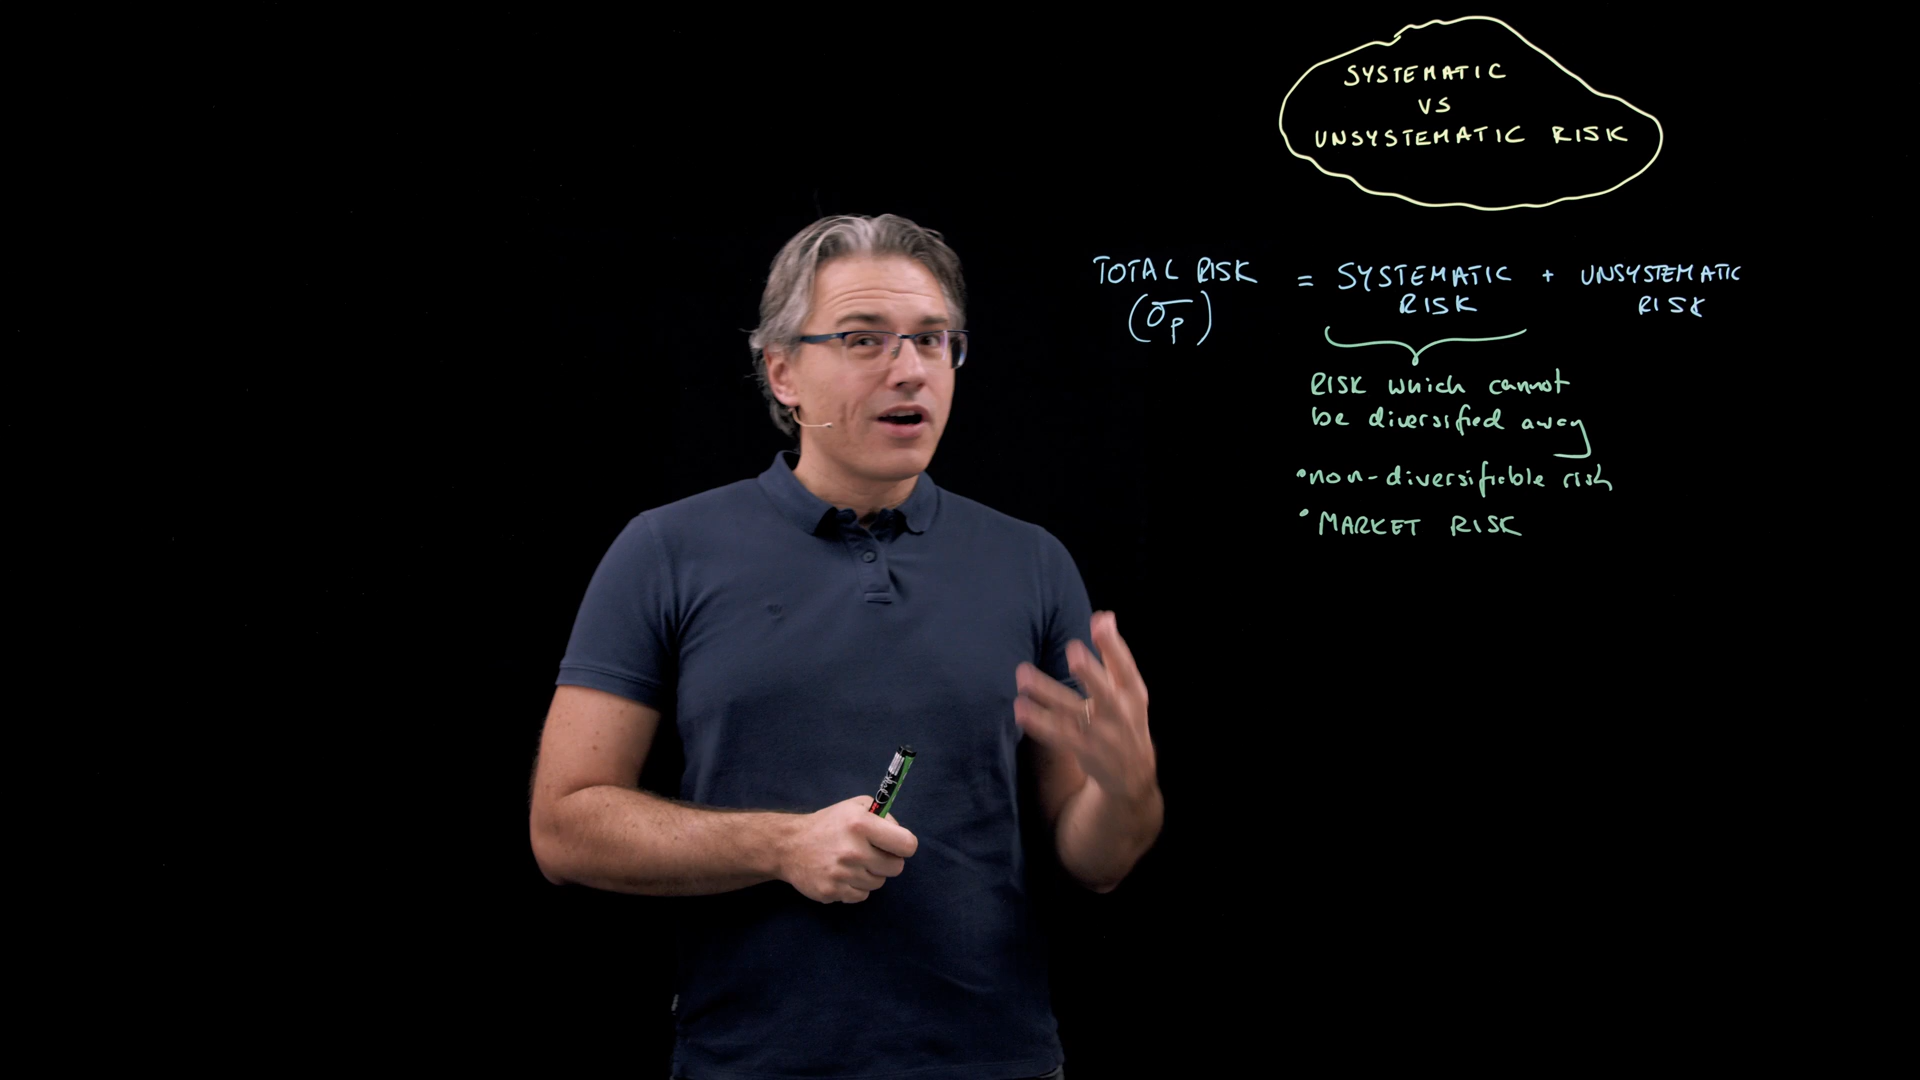 SYSTEMATIC
VS
UNSYSTEMATIC RISK
TOTAL RISK = SYSTEMATIC + UNSYSTEMATIC
(σp) RISK RISK
RISK which cannot
be diversified away
• non-diversifiable risk
• MARKET RISK